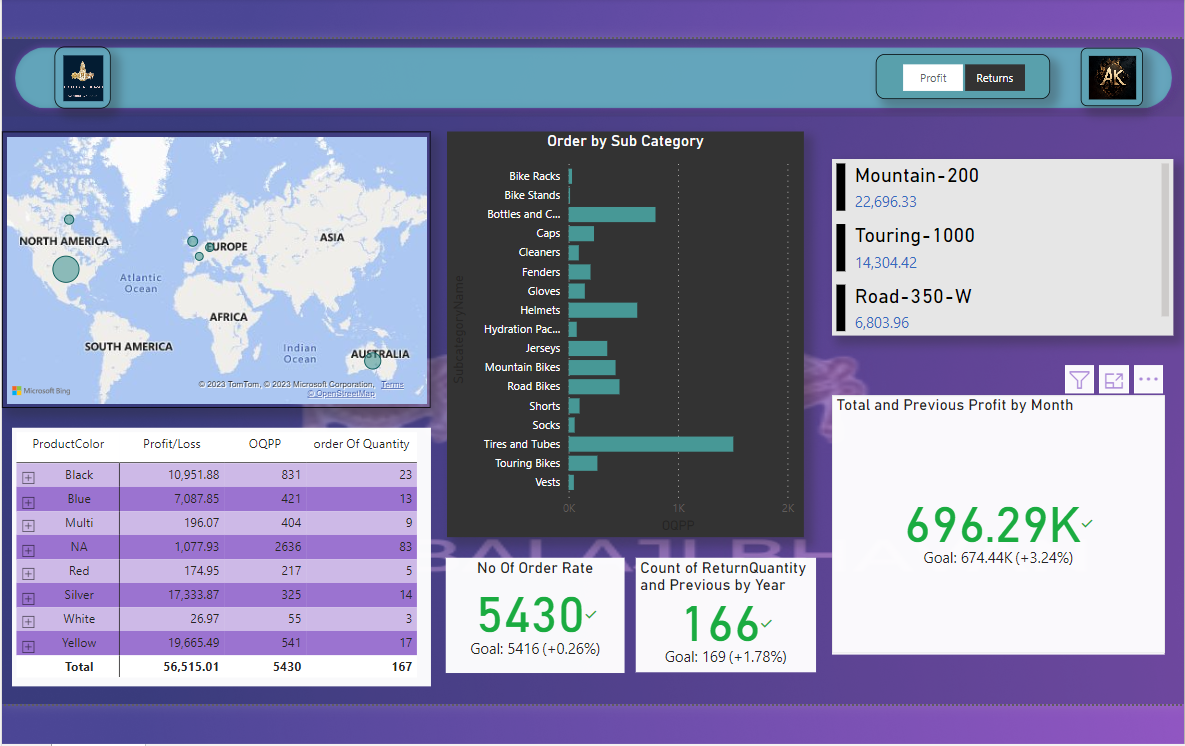 Profit
Returns
AK
NORTH AMERICA
EUROPE
ASIA
Atlantic
Ocean
AFRICA
SOUTH AMERICA
Indian
Ocean
AUSTRALIA
© 2023 TomTom, © 2023 Microsoft Corporation, Terms
© OpenStreetMap
Microsoft Bing
Order by Sub Category
SubcategoryName
Bike Racks
Bike Stands
Bottles and C...
Caps
Cleaners
Fenders
Gloves
Helmets
Hydration Pac...
Jerseys
Mountain Bikes
Road Bikes
Shorts
Socks
Tires and Tubes
Touring Bikes
Vests
0K 1K 2K
OQPP
Mountain-200
22,696.33
Touring-1000
14,304.42
Road-350-W
6,803.96
Total and Previous Profit by Month
696.29K
Goal: 674.44K (+3.24%)
ProductColor Profit/Loss OQPP order Of Quantity
Black 10,951.88 831 23
Blue 7,087.85 421 13
Multi 196.07 404 9
NA 1,077.93 2636 83
Red 174.95 217 5
Silver 17,333.87 325 14
White 26.97 55 3
Yellow 19,665.49 541 17
Total 56,515.01 5430 167
No Of Order Rate
5430
Goal: 5416 (+0.26%)
Count of ReturnQuantity
and Previous by Year
166
Goal: 169 (+1.78%)